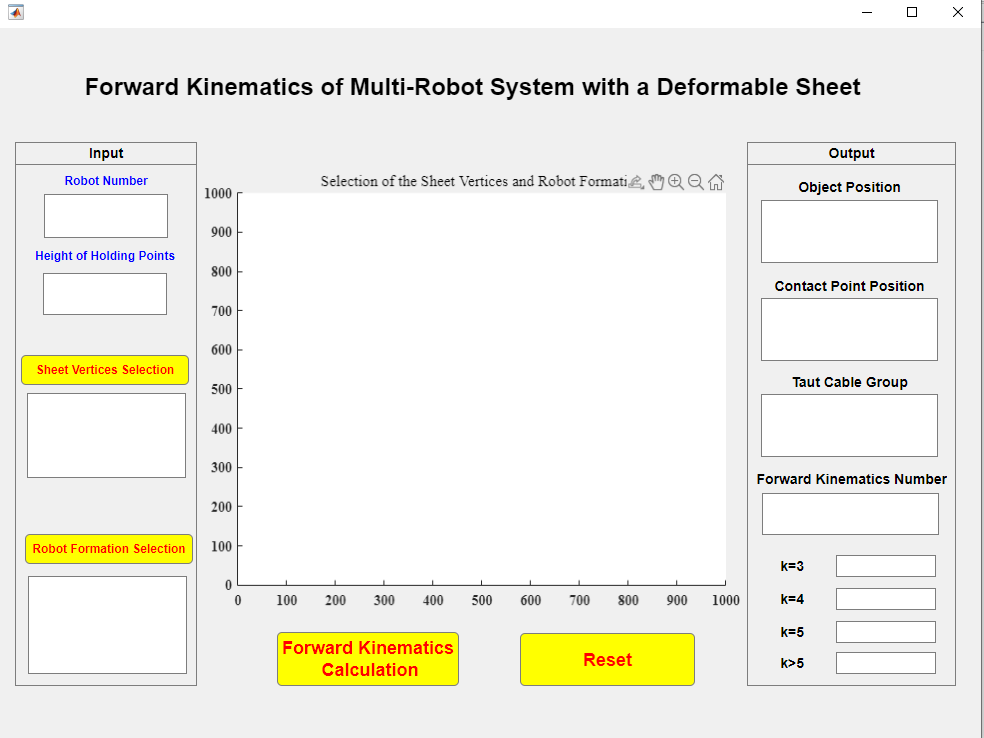 Forward Kinematics of Multi-Robot System with a Deformable Sheet
Input
Robot Number
Height of Holding Points
Sheet Vertices Selection
Robot Formation Selection
Selection of the Sheet Vertices and Robot Formati
1000
900
800
700
600
500
400
300
200
100
0
0 100 200 300 400 500 600 700 800 900 1000
Forward Kinematics
Calculation
Reset
Output
Object Position
Contact Point Position
Taut Cable Group
Forward Kinematics Number
k=3
k=4
k=5
k>5